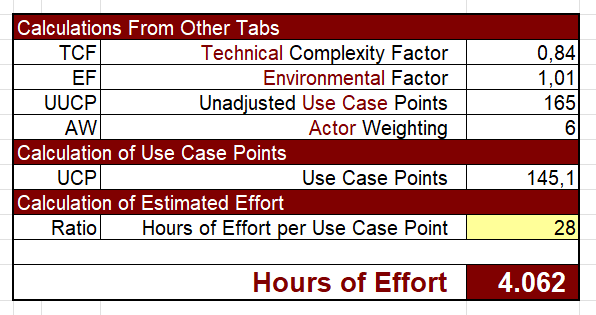 Calculations From Other Tabs
TCF Technical Complexity Factor 0,84
EF Environmental Factor 1,01
UUCP Unadjusted Use Case Points 165
AW Actor Weighting 6
Calculation of Use Case Points
UCP Use Case Points 145,1
Calculation of Estimated Effort
Ratio Hours of Effort per Use Case Point 28
Hours of Effort 4.062